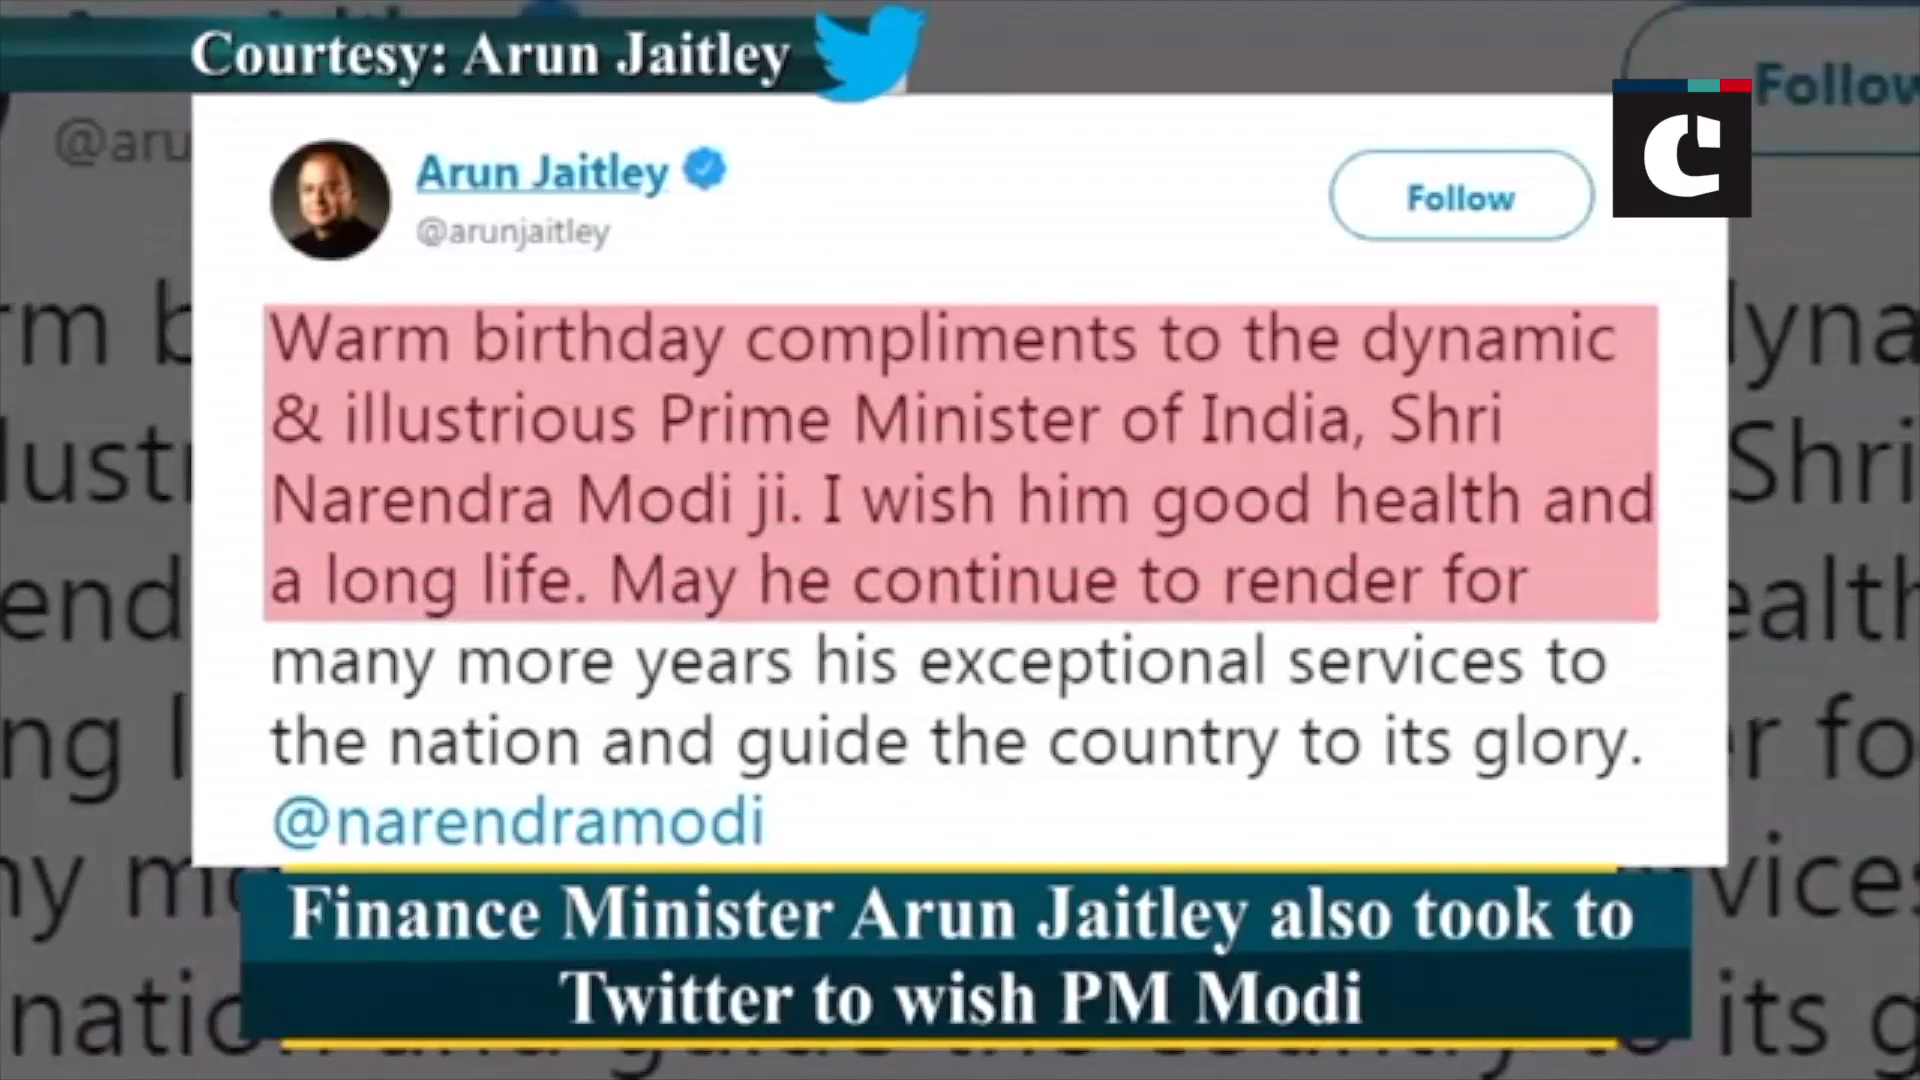 Courtesy: Arun Jaitley
Arun Jaitley
@arunjaitley
Follow
Follow
@aru
Warm birthday compliments to the dynamic
& illustrious Prime Minister of India, Shri
Narendra Modi ji. I wish him good health and
a long life. May he continue to render for
many more years his exceptional services to
the nation and guide the country to its glory.
@narendramodi
Finance Minister Arun Jaitley also took to
Twitter to wish PM Modi